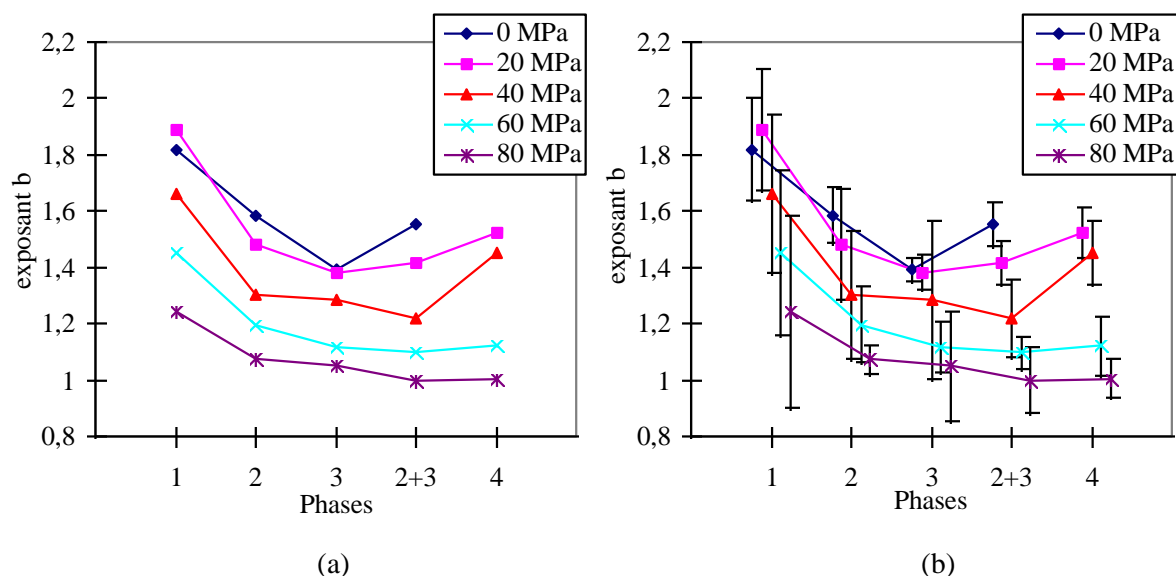 0 MPa
20 MPa
40 MPa
60 MPa
80 MPa
2,2
2
1,8
1,6
1,4
1,2
1
0,8
exposant b
1 2 3 2+3 4
Phases
(a)
0 MPa
20 MPa
40 MPa
60 MPa
80 MPa
2,2
2
1,8
1,6
1,4
1,2
1
0,8
exposant b
1 2 3 2+3 4
Phases
(b)